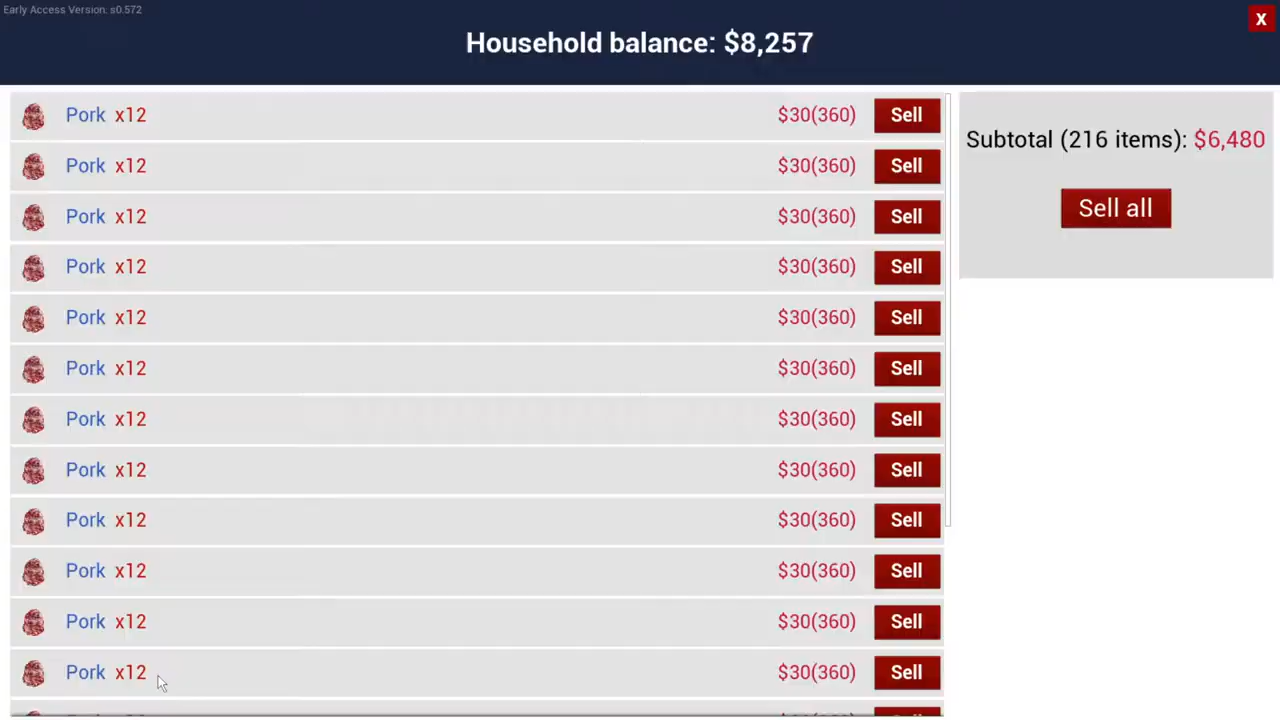 Early Access Version: s0.572
Household balance: $8,257
X
Pork x12 $30(360) Sell
Pork x12 $30(360) Sell
Pork x12 $30(360) Sell
Pork x12 $30(360) Sell
Pork x12 $30(360) Sell
Pork x12 $30(360) Sell
Pork x12 $30(360) Sell
Pork x12 $30(360) Sell
Pork x12 $30(360) Sell
Pork x12 $30(360) Sell
Pork x12 $30(360) Sell
Pork x12 $30(360) Sell
Subtotal (216 items): $6,480
Sell all